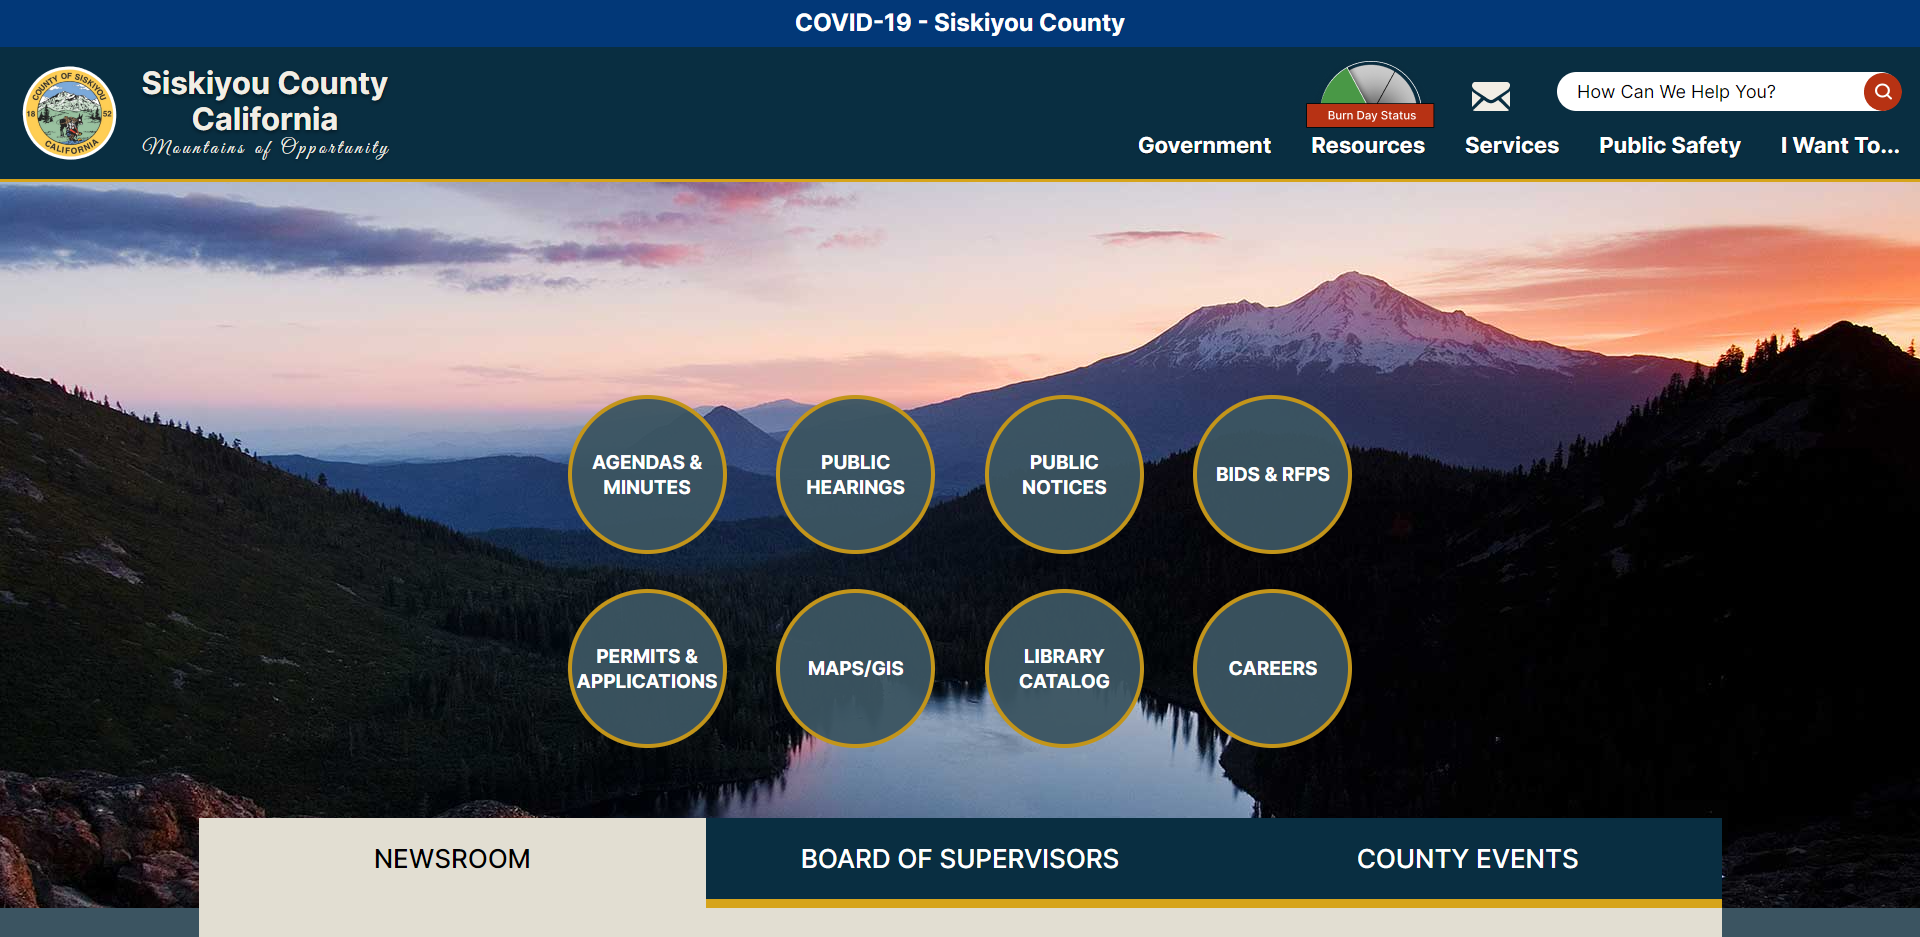 COVID-19 - Siskiyou County
COUNTY OF SISKIYOU
18 52
CALIFORNIA
Siskiyou County
California
Mountains of Opportunity
Burn Day Status
How Can We Help You?
Government
Resources
Services
Public Safety
I Want To...
AGENDAS &
MINUTES
PUBLIC
HEARINGS
PUBLIC
NOTICES
BIDS & RFPS
PERMITS &
APPLICATIONS
MAPS/GIS
LIBRARY
CATALOG
CAREERS
NEWSROOM
BOARD OF SUPERVISORS
COUNTY EVENTS